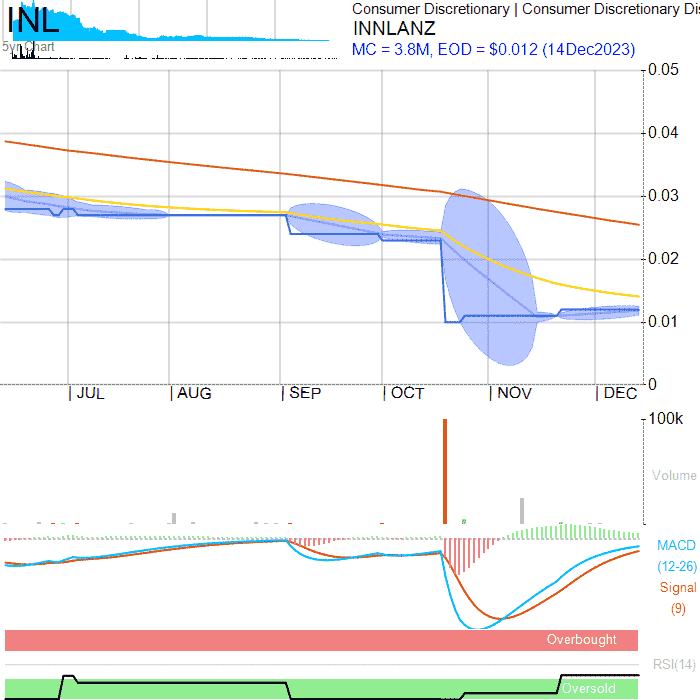 INL
5yr Chart
Consumer Discretionary | Consumer Discretionary Dis
INNLANZ
MC = 3.8M, EOD = $0.012 (14Dec2023)
0.05
0.04
0.03
0.02
0.01
0
| JUL | AUG | SEP | OCT | NOV | DEC
100k
Volume
MACD
(12-26)
Signal
(9)
Overbought
RSI(14)
Oversold